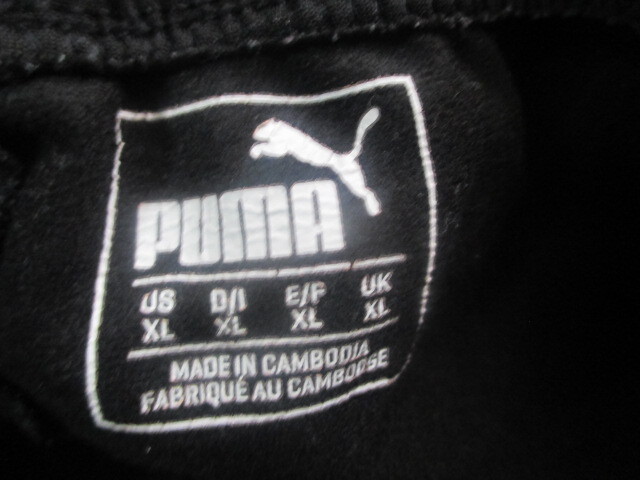 PUMA
US D/I E/F UK
XL XL XL XL
MADE IN CAMBODIA
FABRIQUÉ AU CAMBODGE